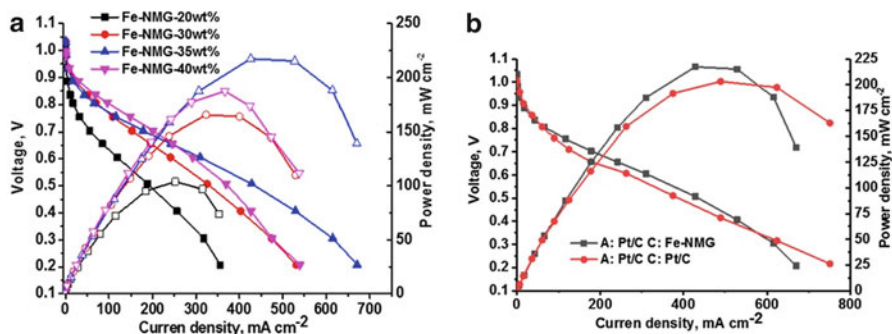 a
Fe-NMG-20wt%
Fe-NMG-30wt%
Fe-NMG-35wt%
Fe-NMG-40wt%
1.1
1.0
0.9
0.8
0.7
0.6
0.5
0.4
0.3
0.2
0.1
Voltage, V
250
200
150
100
50
0
Power density, mW cm-2
0 100 200 300 400 500 600 700
Curren density, mA cm-2
b
1.1
1.0
0.9
0.8
0.7
0.6
0.5
0.4
0.3
0.2
0.1
Voltage, V
A: Pt/C C: Fe-NMG
A: Pt/C C: Pt/C
225
200
175
150
125
100
75
50
25
0
Power density, mW cm-2
0 200 400 600 800
Curren density, mA cm-2